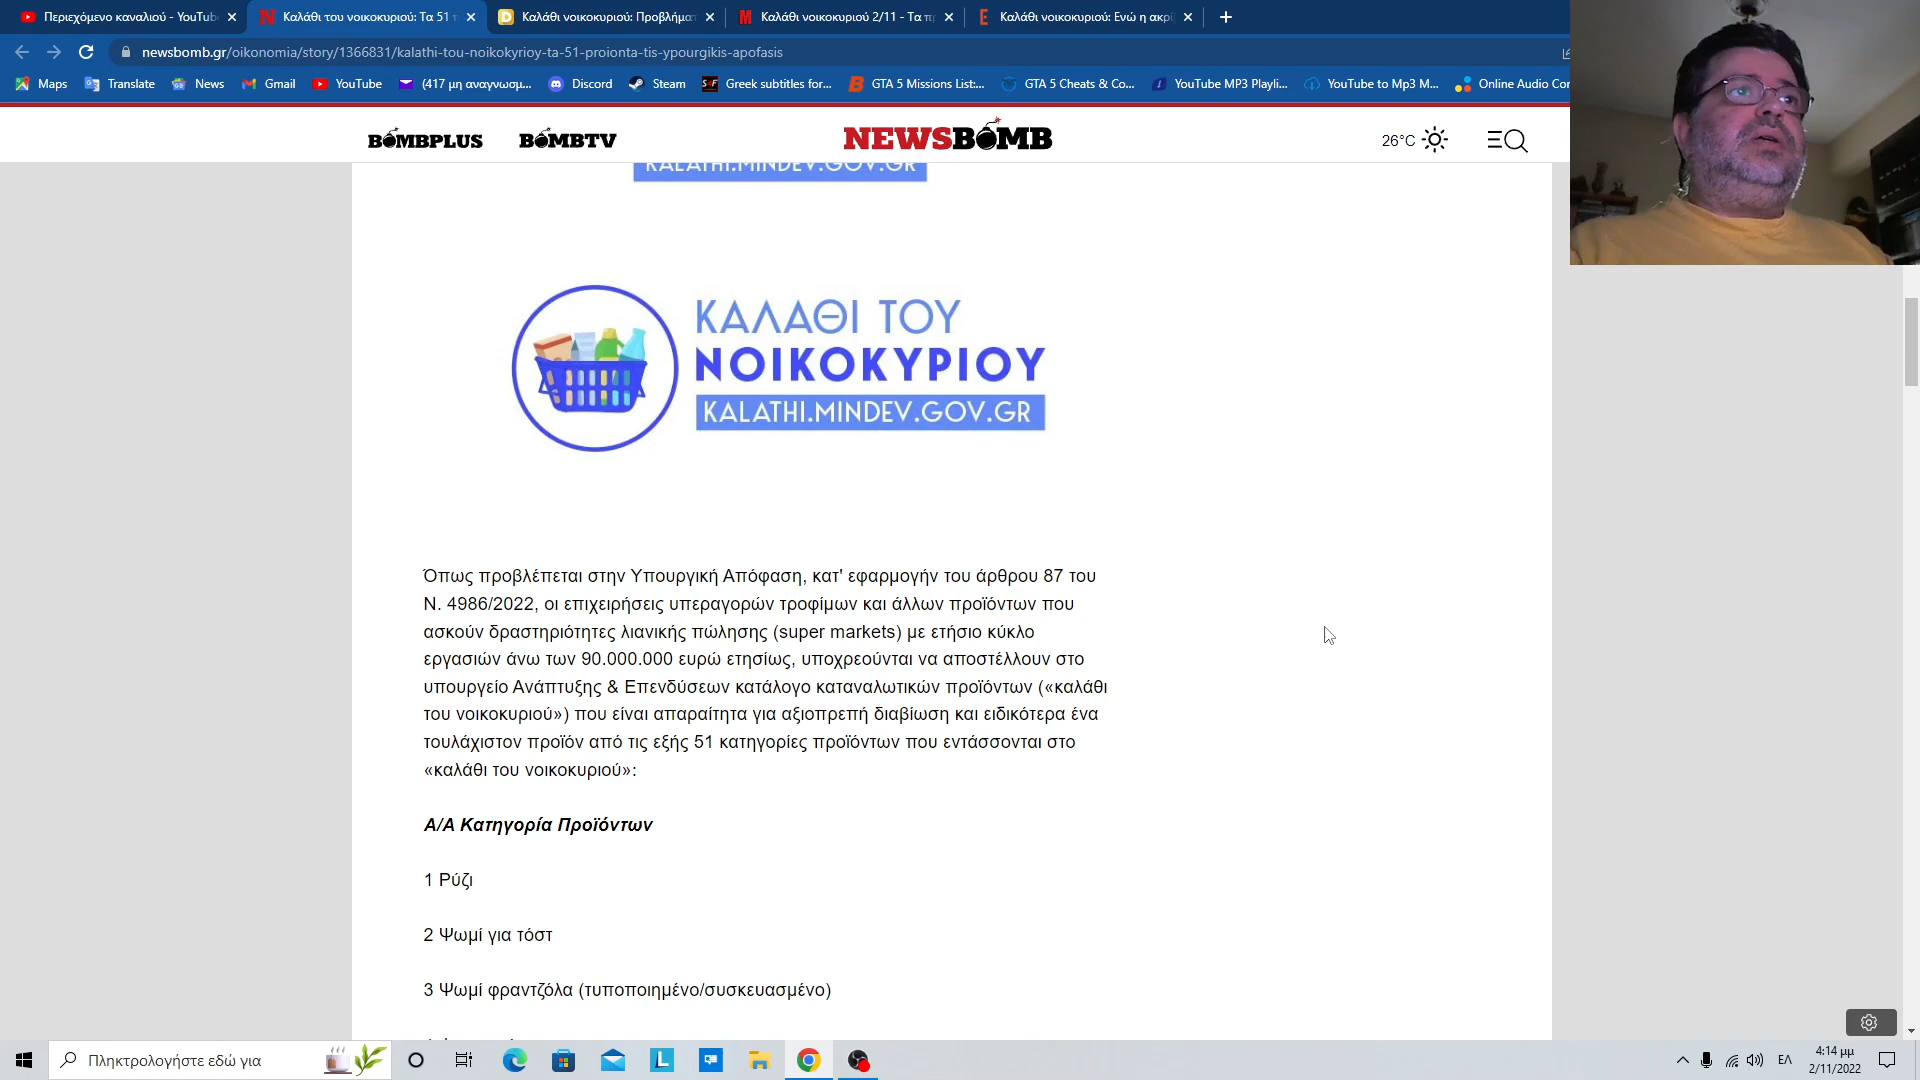 Περιεχόμενο καναλιού - YouTub
Καλάθι του νοικοκυριού: Τα 51
Καλάθι νοικοκυριού: Προβλήμα
Καλάθι νοικοκυριού 2/11 - Τα π
Καλάθι νοικοκυριού: Ενώ η ακρί
newsbomb.gr/oikonomia/story/1366831/kalathi-tou-noikokyrioy-ta-51-proionta-tis-ypourgikis-apofasis
Maps
Translate
News
Gmail
YouTube
(417 μη αναγνωσμ...
Discord
Steam
Greek subtitles for...
GTA 5 Missions List:...
GTA 5 Cheats & Co...
YouTube MP3 Playli...
YouTube to Mp3 M...
Online Audio Con
BOMBPLUS
BOMBTV
NEWSBOMB
26°C
KALATHI.MINDEV.GOV.GR
ΚΑΛΑΘΙ ΤΟΥ
ΝΟΙΚΟΚΥΡΙΟΥ
KALATHI.MINDEV.GOV.GR
Όπως προβλέπεται στην Υπουργική Απόφαση, κατ' εφαρμογήν του άρθρου 87 του
Ν. 4986/2022, οι επιχειρήσεις υπεραγορών τροφίμων και άλλων προϊόντων που
ασκούν δραστηριότητες λιανικής πώλησης (super markets) με ετήσιο κύκλο
εργασιών άνω των 90.000.000 ευρώ ετησίως, υποχρεούνται να αποστέλλουν στο
υπουργείο Ανάπτυξης & Επενδύσεων κατάλογο καταναλωτικών προϊόντων («καλάθι
του νοικοκυριού») που είναι απαραίτητα για αξιοπρεπή διαβίωση και ειδικότερα ένα
τουλάχιστον προϊόν από τις εξής 51 κατηγορίες προϊόντων που εντάσσονται στο
«καλάθι του νοικοκυριού»:
Α/Α Κατηγορία Προϊόντων
1 Ρύζι
2 Ψωμί για τόστ
3 Ψωμί φραντζόλα (τυποποιημένο/συσκευασμένο)
Πληκτρολογήστε εδώ για
ΕΛ
4:14 μμ
2/11/2022